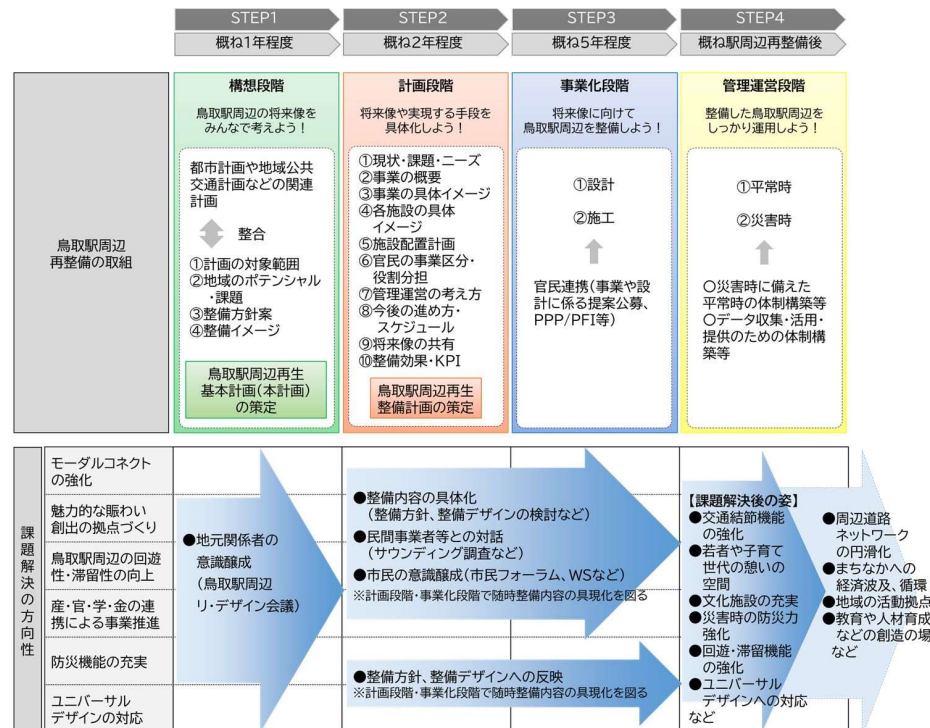 STEP1
STEP2
STEP3
STEP4
概ね1年程度
概ね2年程度
概ね5年程度
概ね駅周辺再整備後
鳥取駅周辺
再整備の取組
構想段階
鳥取駅周辺の将来像を
みんなで考えよう!
都市計画や地域公共
交通計画などの関連
計画
整合
①計画の対象範囲
②地域のポテンシャル
・課題
③整備方針案
④整備イメージ
鳥取駅周辺再生
基本計画(本計画)
の策定
計画段階
将来像や実現する手段を
具体化しよう!
①現状・課題・ニーズ
②事業の概要
③事業の具体イメージ
④各施設の具体
イメージ
⑤施設配置計画
⑥官民の事業区分・
役割分担
⑦管理運営の考え方
⑧今後の進め方・
スケジュール
⑨将来像の共有
⑩整備効果・KPI
鳥取駅周辺再生
整備計画の策定
事業化段階
将来像に向けて
鳥取駅周辺を整備しよう!
①設計
②施工
官民連携(事業や設
計に係る提案公募、
PPP/PFI等)
管理運営段階
整備した鳥取駅周辺を
しっかり運用しよう!
①平常時
②災害時
〇災害時に備えた
平常時の体制構築等
〇データ収集・活用・
提供のための体制構
築等
課題解決の方向性
モーダルコネクト
の強化
魅力的な賑わい
創出の拠点づくり
鳥取駅周辺の回遊
性・滞留性の向上
産・官・学・金の連
携による事業推進
防災機能の充実
ユニバーサル
デザインの対応
●地元関係者の
意識醸成
(鳥取駅周辺
リ・デザイン会議)
●整備内容の具体化
(整備方針、整備デザインの検討など)
●民間事業者等との対話
(サウンディング調査など)
●市民の意識醸成(市民フォーラム、WSなど)
※計画段階・事業化段階で随時整備内容の具現化を図る
●整備方針、整備デザインへの反映
※計画段階・事業化段階で随時整備内容の具現化を図る
【課題解決後の姿】
●交通結節機能
の強化
●若者や子育て
世代の憩いの
空間
●文化施設の充実
●災害時の防災力
強化
●回遊・滞留機能
の強化
●ユニバーサル
デザインへの対応
など
●周辺道路
ネットワーク
の円滑化
●まちなかへの
経済波及、循環
●地域の活動拠点
●教育や人材育成
などの創造の場
など